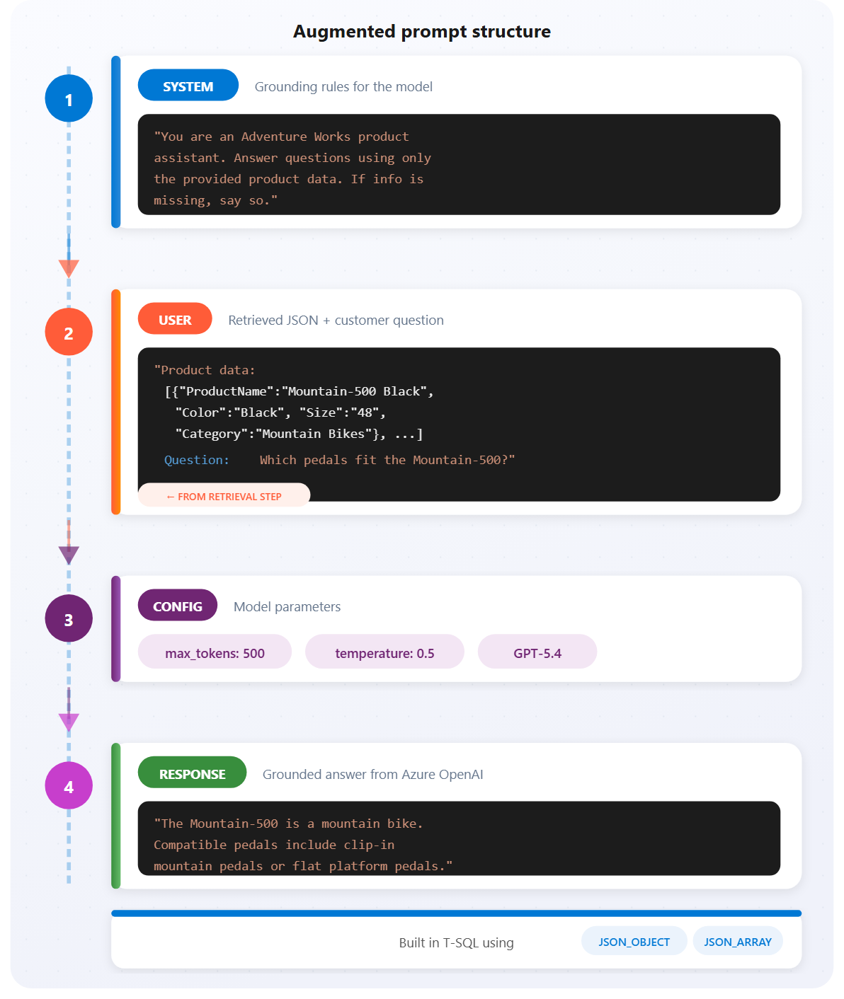 Augmented prompt structure
1
SYSTEM Grounding rules for the model
"You are an Adventure Works product
assistant. Answer questions using only
the provided product data. If info is
missing, say so."
2
USER Retrieved JSON + customer question
"Product data:
[{"ProductName":"Mountain-500 Black",
"Color":"Black", "Size":"48",
"Category":"Mountain Bikes"}, ...]
Question: Which pedals fit the Mountain-500?"
← FROM RETRIEVAL STEP
3
CONFIG Model parameters
max_tokens: 500 temperature: 0.5 GPT-5.4
4
RESPONSE Grounded answer from Azure OpenAI
"The Mountain-500 is a mountain bike.
Compatible pedals include clip-in
mountain pedals or flat platform pedals."
Built in T-SQL using JSON_OBJECT JSON_ARRAY